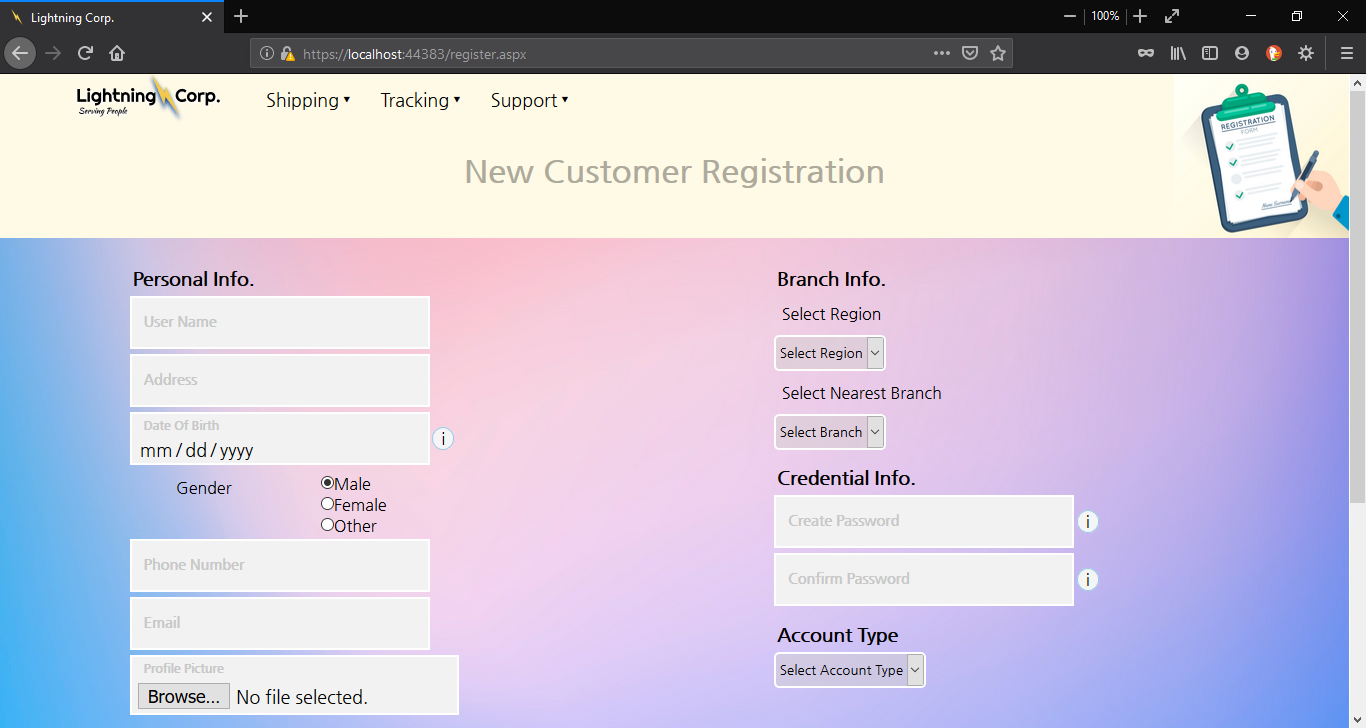 Lightning Corp.
100%
https://localhost:44383/register.aspx
Lightning Corp.
Serving People
Shipping ▾
Tracking ▾
Support ▾
REGISTRATION
FORM
New Customer Registration
Personal Info.
User Name
Address
Date Of Birth
mm / dd / yyyy
i
Gender
Male
Female
Other
Phone Number
Email
Profile Picture
Browse... No file selected.
Branch Info.
Select Region
Select Region
Select Nearest Branch
Select Branch
Credential Info.
Create Password
i
Confirm Password
i
Account Type
Select Account Type